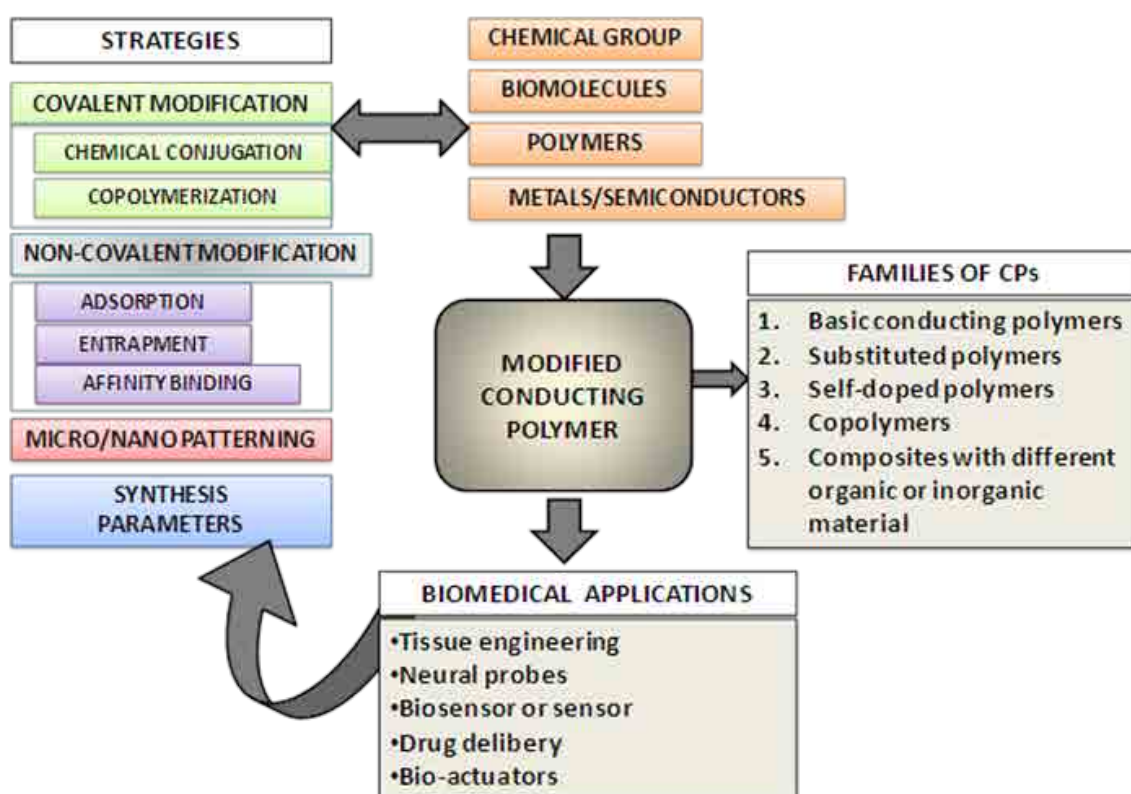 STRATEGIES
COVALENT MODIFICATION
CHEMICAL CONJUGATION
COPOLYMERIZATION
NON-COVALENT MODIFICATION
ADSORPTION
ENTRAPMENT
AFFINITY BINDING
MICRO/NANO PATTERNING
SYNTHESIS
PARAMETERS
CHEMICAL GROUP
BIOMOLECULES
POLYMERS
METALS/SEMICONDUCTORS
MODIFIED
CONDUCTING
POLYMER
FAMILIES OF CPs
1. Basic conducting polymers
2. Substituted polymers
3. Self-doped polymers
4. Copolymers
5. Composites with different
organic or inorganic
material
BIOMEDICAL APPLICATIONS
•Tissue engineering
•Neural probes
•Biosensor or sensor
•Drug delibery
•Bio-actuators